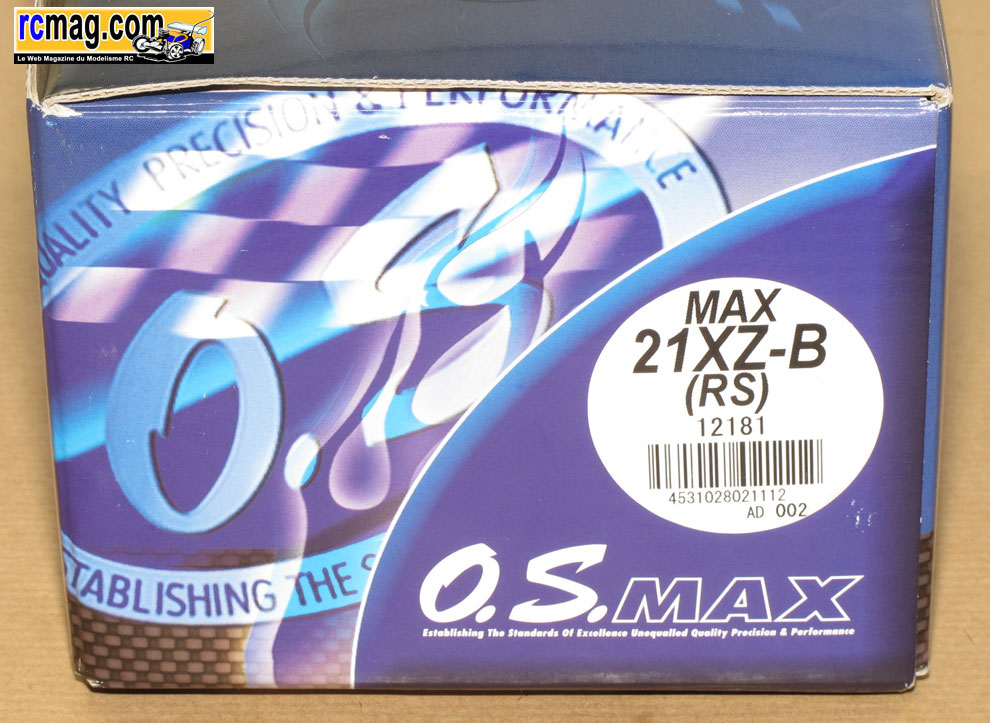 rcmag.com
Le Web Magazine du Modelisme RC
QUALITY PRECISION & PERFORMANCE
O.S.
ESTABLISHING THE S
MAX
21XZ-B
(RS)
12181
4531028021112
AD 002
O.S.MAX
Establishing The Standards Of Excellence Unequalled Quality Precision & Performance